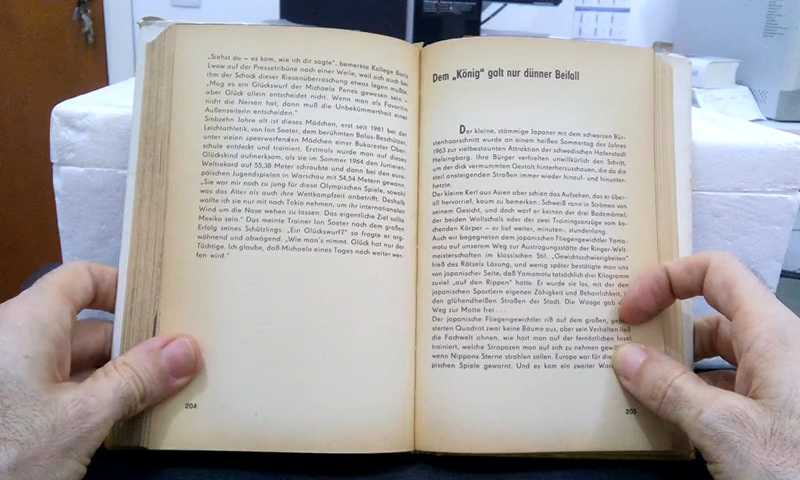 „Siehst du – es kam, wie ich dir sagte", bemerkte Kollege Boris
Lwow auf der Pressetribüne nach einer Weile, weil sich auch bei
ihm der Schock dieser Riesenüberraschung etwas legen mußte.
„Mag es ein Glückswurf der Michaela Penes gewesen sein –
aber Glück allein entscheidet nicht. Wenn man als Favoritin
nicht die Nerven hat, dann muß die Unbekümmertheit einer
Außenseiterin entscheiden."
Siebzehn Jahre alt ist dieses Mädchen, erst seit 1961 bei der
Leichtathletik, von Ion Soeter, dem berühmten Balas-Beschützer,
unter vielen speerwerfenden Mädchen einer Bukarester Ober-
schule entdeckt und trainiert. Erstmals wurde man auf dieses
Glückskind aufmerksam, als sie im Sommer 1964 den Junioren-
Weltrekord auf 55,38 Meter schraubte und dann bei den euro-
päischen Jugendspielen in Warschau mit 54,54 Metern gewann.
„Sie war mir noch zu jung für diese Olympischen Spiele, sowohl
was das Alter als auch ihre Wettkampfzeit anbetrifft. Deshalb
wollte ich sie nur mit nach Tokio nehmen, um ihr internationalen
Wind um die Nase wehen zu lassen. Das eigentliche Ziel sollte
Mexiko sein." Das meinte Trainer Ion Soeter nach dem großen
Erfolg seines Schützlings. „Ein Glückswurf?" so fragte er arg-
wöhnend und abwägend. „Wie man's nimmt. Glück hat nur der
Tüchtige. Ich glaube, daß Michaela eines Tages noch weiter wer-
fen wird."
204
Dem „König" galt nur dünner Beifall
Der kleine, stämmige Japaner mit dem schwarzen Bür-
stenhaarschnitt wurde an einem heißen Sommertag des Jahres
1963 zur vielbestaunten Attraktion der schwedischen Hafenstadt
Helsingborg. Ihre Bürger verhielten unwillkürlich den Schritt,
um der dick vermummten Gestalt hinterherzuschauen, die da die
steil ansteigenden Straßen immer wieder hinauf- und hinunter-
hetzte.
Der kleine Kerl aus Asien aber schien das Aufsehen, das er über-
all hervorrief, kaum zu bemerken; Schweiß rann in Strömen von
seinem Gesicht, und doch warf er keinen der drei Bademäntel,
der beiden Wollschals oder der zwei Trainingsanzüge vom ko-
chenden Körper – er lief weiter, minuten-, stundenlang.
Auch wir begegneten dem japanischen Fliegengewichtler Yama-
motu auf unserem Weg zur Austragungsstätte der Ringer-Welt-
meisterschaften im klassischen Stil. „Gewichtsschwierigkeiten"
hieß des Rätsels Lösung, und wenig später bestätigte man uns
von japanischer Seite, daß Yamamotu tatsächlich drei Kilogramm
zuviel „auf den Rippen" hatte. Er wurde sie los, mit der den
japanischen Sportlern eigenen Zähigkeit und Beharrlichkeit, in
den glühendheißen Straßen der Stadt. Die Waage gab
Weg zur Matte frei . . .
Der japanische Fliegengewichtler riß auf dem großen,
sterten Quadrat zwar keine Bäume aus, aber sein Verhalten ließ
die Fachwelt ahnen, wie hart man auf der fernöstlichen Insel
trainiert, welche Strapazen man auf sich zu nehmen
wenn Nippons Sterne strahlen sollen. Europa war für die
pischen Spiele gewarnt. Und es kam ein zweiter
205